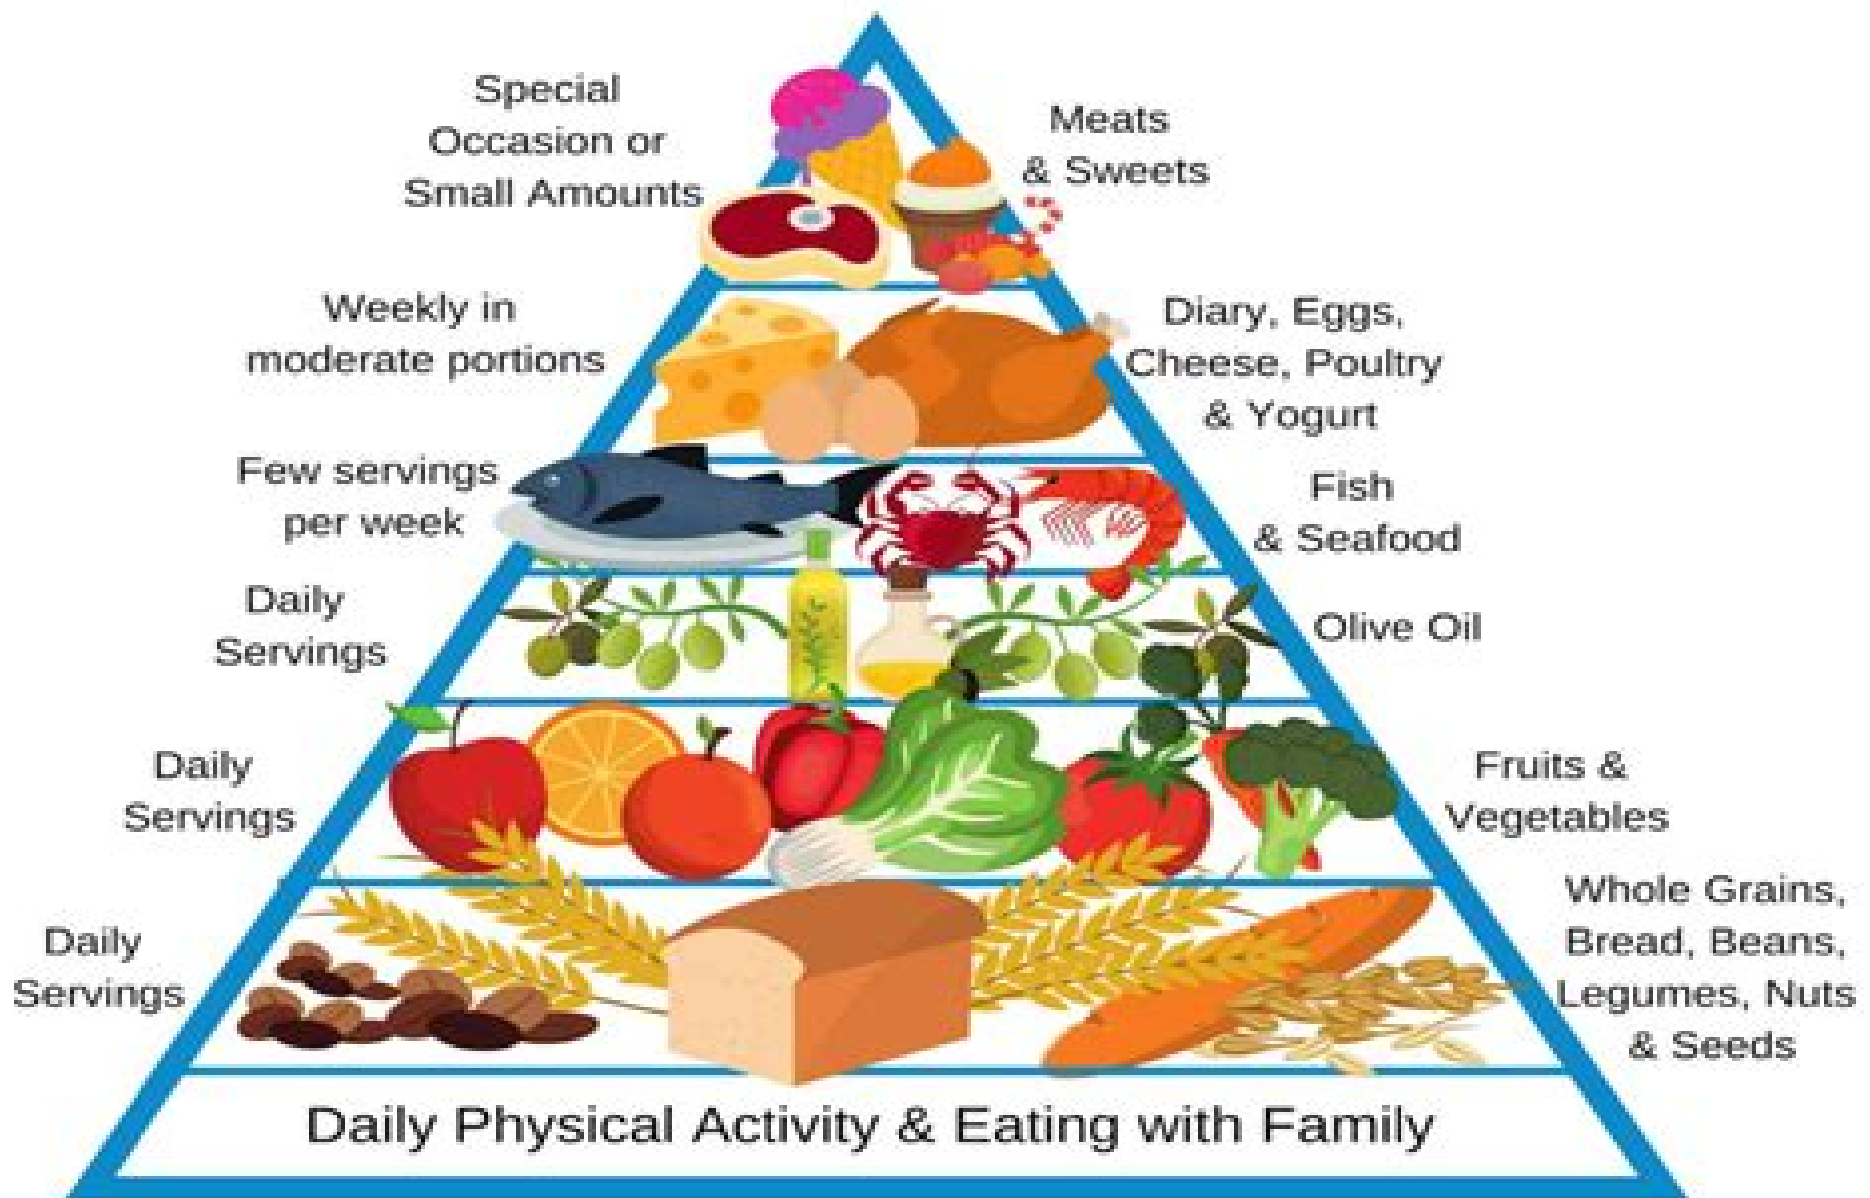 Special
Occasion or
Small Amounts
Meats
& Sweets
Weekly in
moderate portions
Diary, Eggs,
Cheese, Poultry
& Yogurt
Few servings
per week
Fish
& Seafood
Daily
Servings
Olive Oil
Daily
Servings
Fruits &
Vegetables
Daily
Servings
Whole Grains,
Bread, Beans,
Legumes, Nuts
& Seeds
Daily Physical Activity & Eating with Family